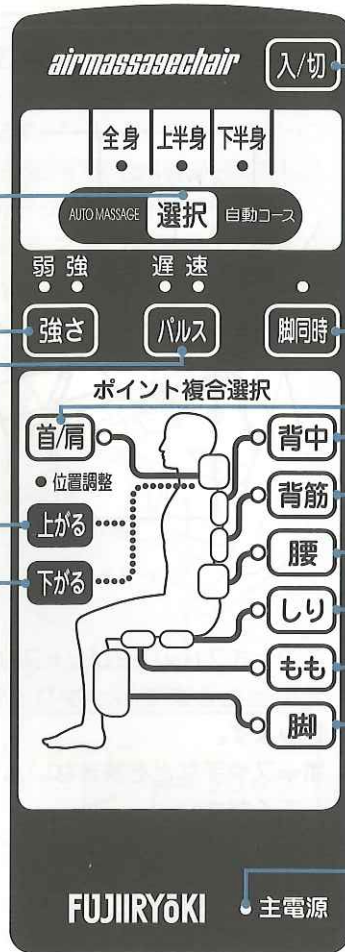 airmassagechair
入/切
全身 上半身 下半身
AUTO MASSAGE 選択 自動コース
弱 強 遅 速
強さ パルス 脚同時
ポイント複合選択
首/肩 背中
位置調整
背筋
上がる
腰
下がる
しり
もも
脚
FUJIIRYōKI 主電源